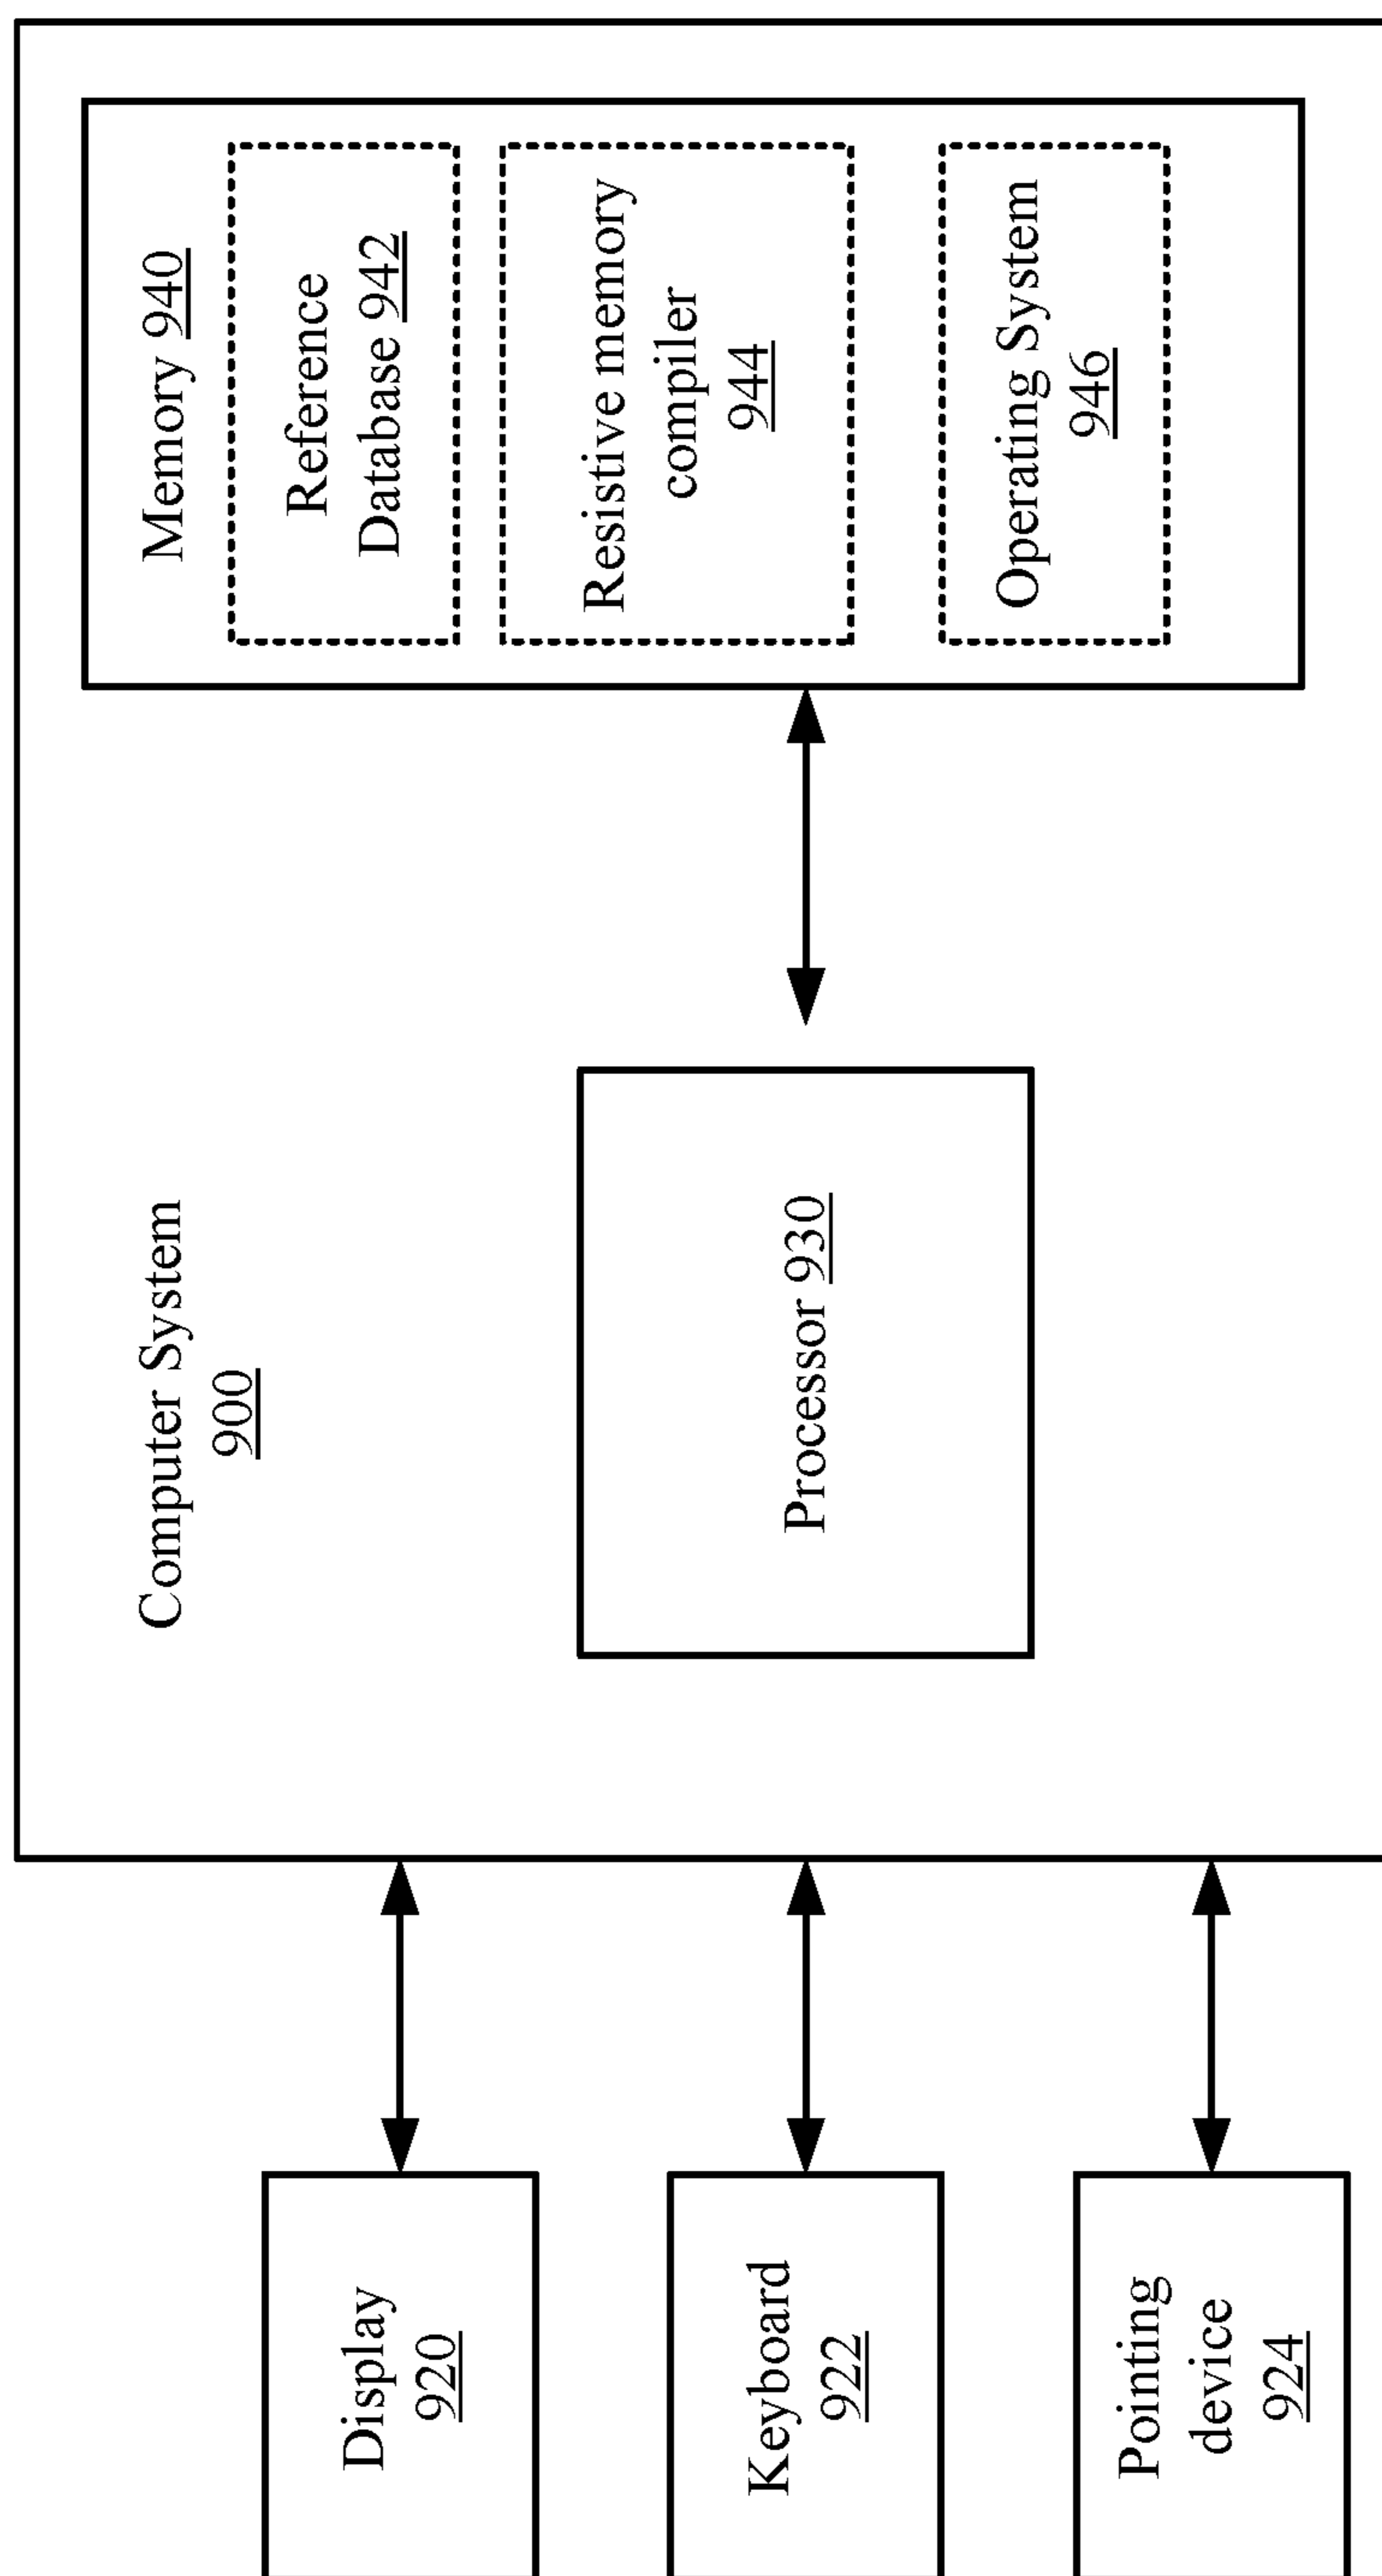 Computer System
900
Display
920
Keyboard
922
Pointing
device
924
Processor 930
Memory 940
Reference
Database 942
Resistive memory
compiler
944
Operating System
946